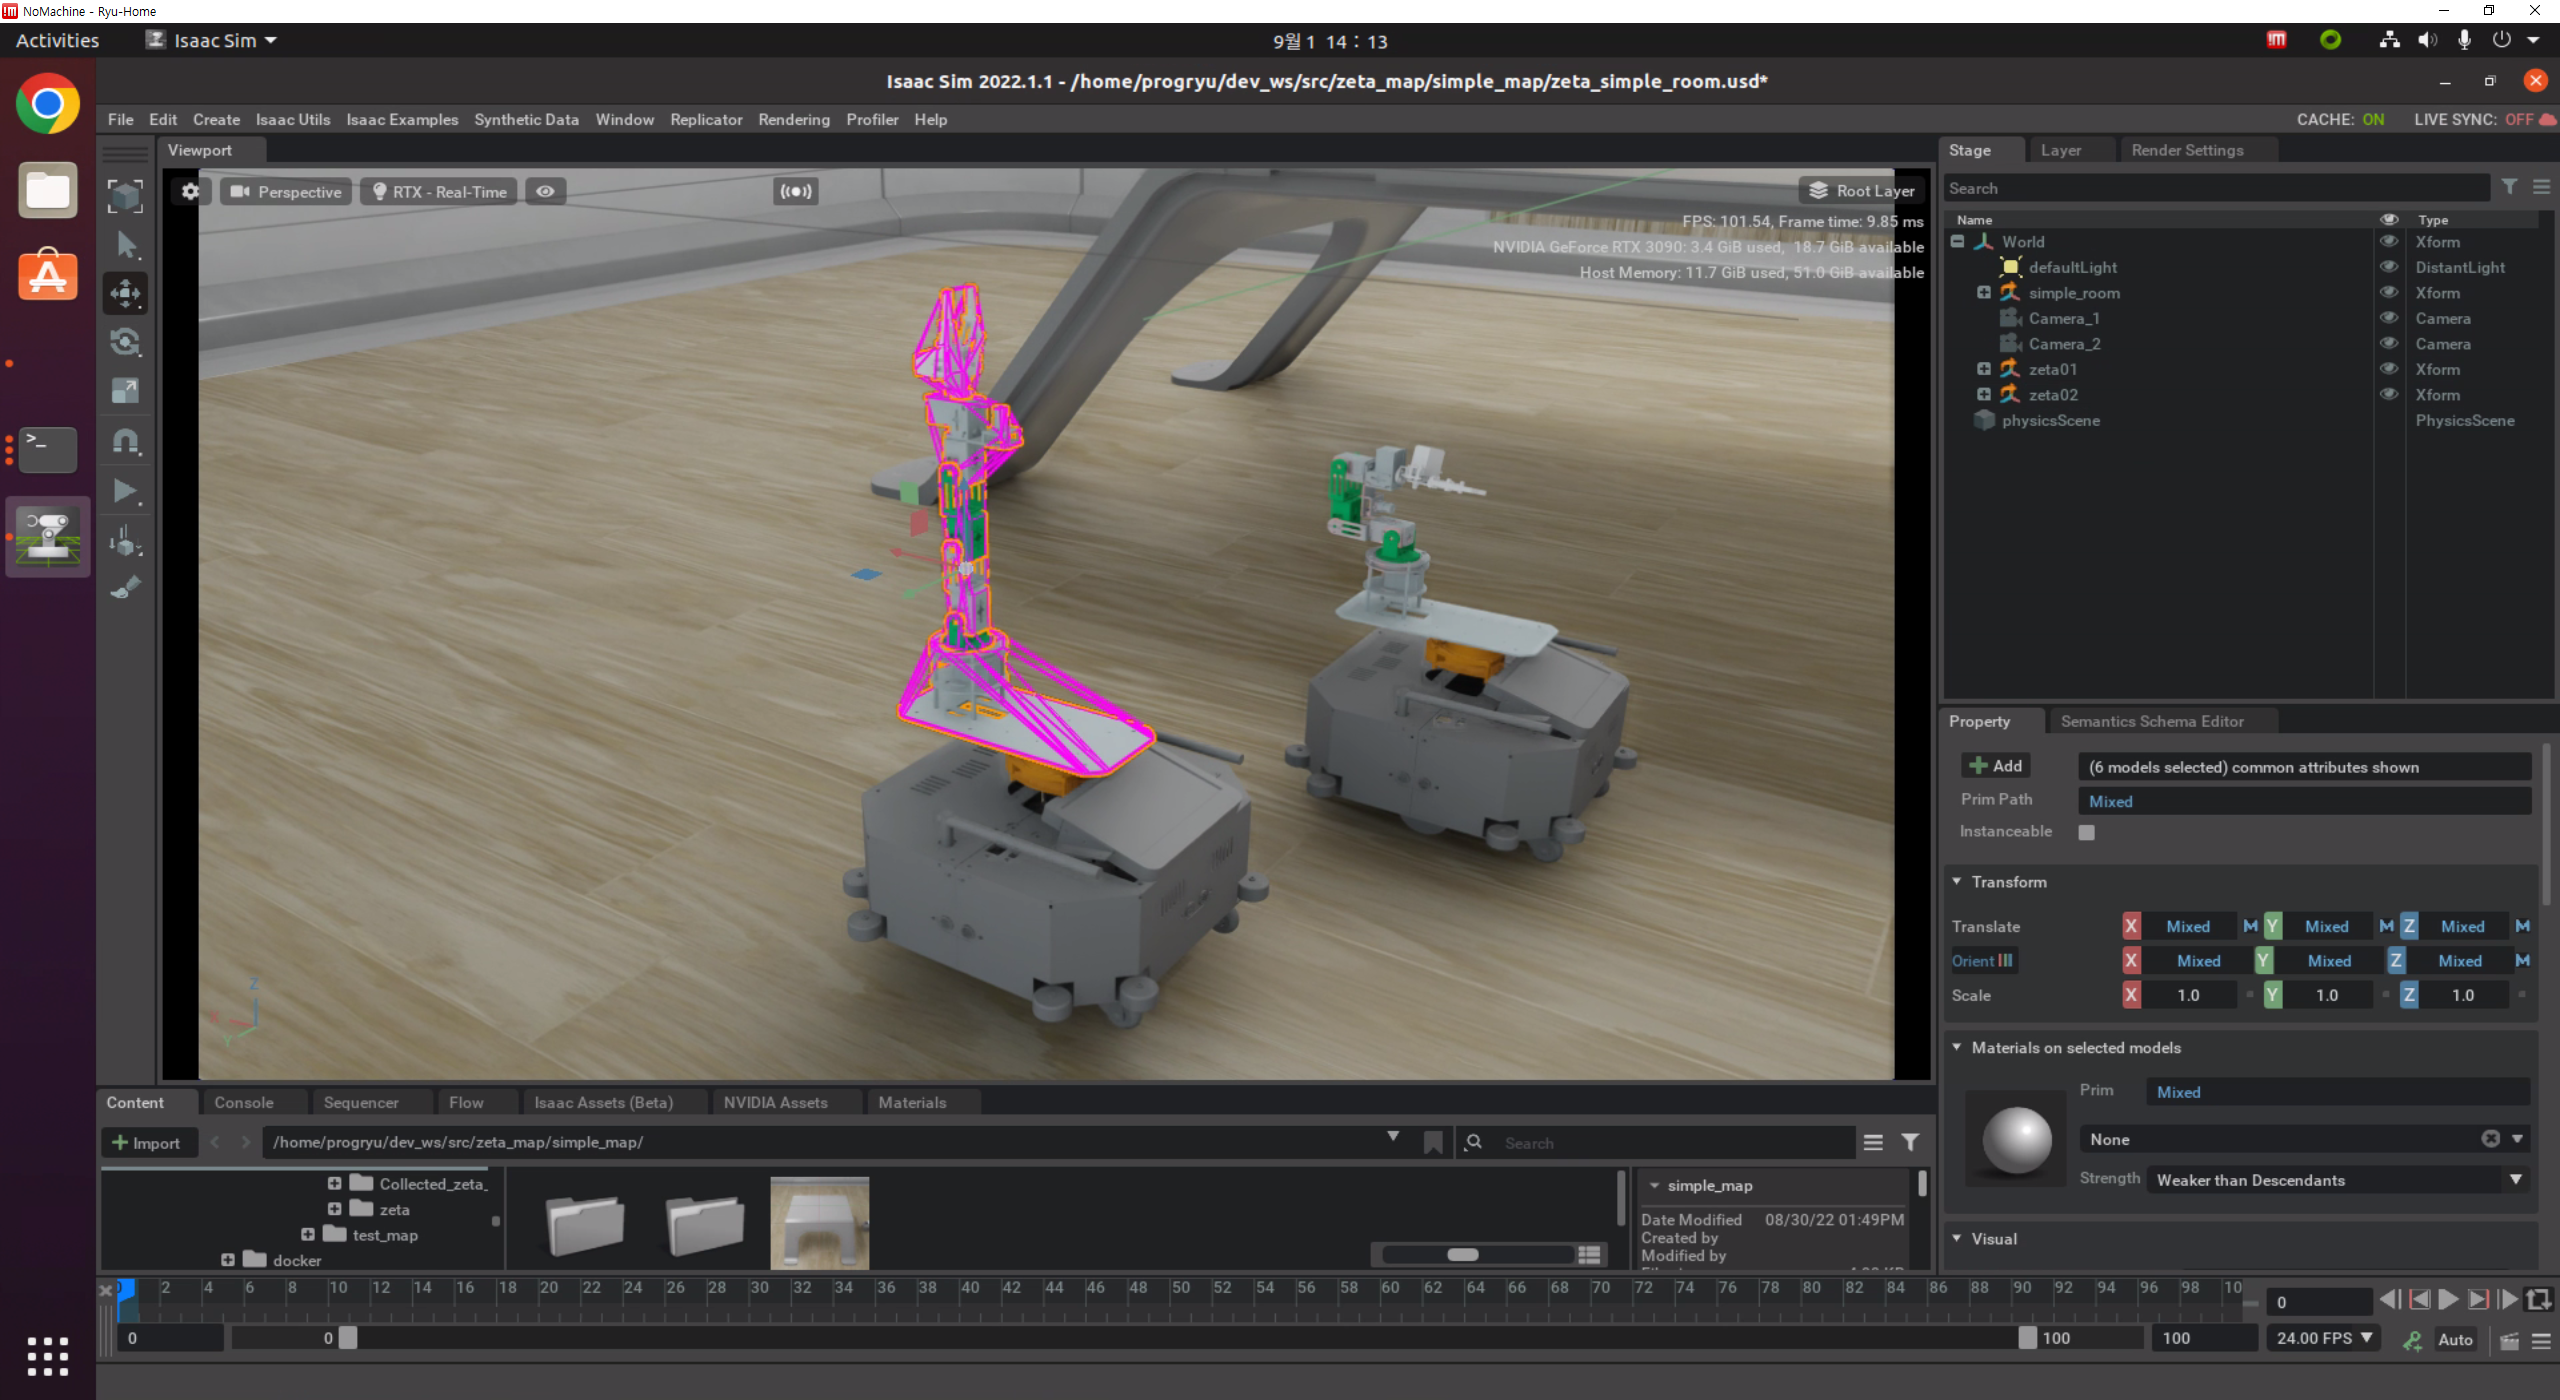 NoMachine - Ryu-Home
Activities Isaac Sim 9월 1 14 : 13
Isaac Sim 2022.1.1 - /home/progryu/dev_ws/src/zeta_map/simple_map/zeta_simple_room.usd*
File Edit Create Isaac Utils Isaac Examples Synthetic Data Window Replicator Rendering Profiler Help CACHE: ON LIVE SYNC: OFF
Viewport
Perspective RTX - Real-Time Root Layer
FPS: 101.54, Frame time: 9.85 ms
NVIDIA GeForce RTX 3090: 3.4 GiB used, 18.7 GiB available
Host Memory: 11.7 GiB used, 51.0 GiB available
Z
X
Y
Stage Layer Render Settings
Search
Name Type
World Xform
defaultLight DistantLight
simple_room Xform
Camera_1 Camera
Camera_2 Camera
zeta01 Xform
zeta02 Xform
physicsScene PhysicsScene
Property Semantics Schema Editor
Add (6 models selected) common attributes shown
Prim Path Mixed
Instanceable
Transform
Translate X Mixed M Y Mixed M Z Mixed M
Orient X Mixed Y Mixed Z Mixed M
Scale X 1.0 Y 1.0 Z 1.0
Materials on selected models
Prim Mixed
None
Strength Weaker than Descendants
Visual
Content Console Sequencer Flow Isaac Assets (Beta) NVIDIA Assets Materials
Import /home/progryu/dev_ws/src/zeta_map/simple_map/ Search
Collected_zeta_
zeta
test_map
docker
simple_map
Date Modified 08/30/22 01:49PM
Created by
Modified by
2 4 6 8 10 12 14 16 18 20 22 24 26 28 30 32 34 36 38 40 42 44 46 48 50 52 54 56 58 60 62 64 66 68 70 72 74 76 78 80 82 84 86 88 90 92 94 96 98 10
0
0 0 100 100 24.00 FPS Auto